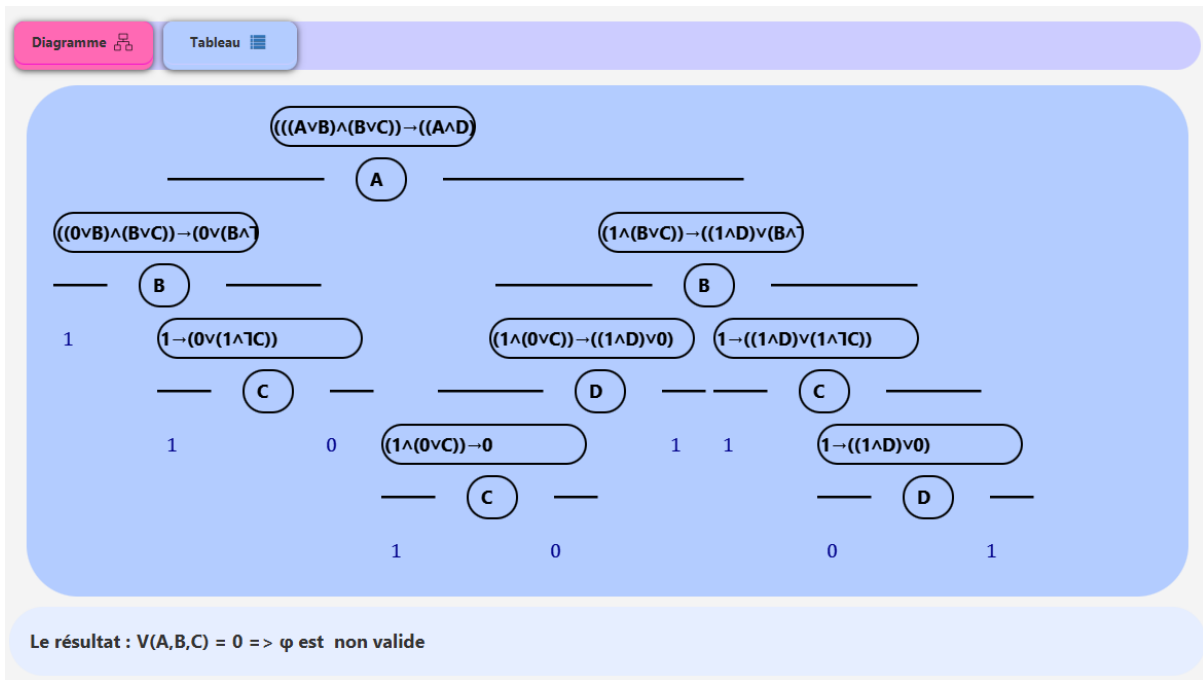 Diagramme Tableau
(((A∨B)∧(B∨C))→((A∧D)
A
((0∨B)∧(B∨C))→(0∨(B∧ (1∧(B∨C))→((1∧D)∨(B∧
B B
1 1→(0∨(1∧⅂C)) (1∧(0∨C))→((1∧D)∨0) 1→((1∧D)∨(1∧⅂C))
C D C
1 0 (1∧(0∨C))→0 1 1 1→((1∧D)∨0)
C D
1 0 0 1
Le résultat : V(A,B,C) = 0 => φ est non valide